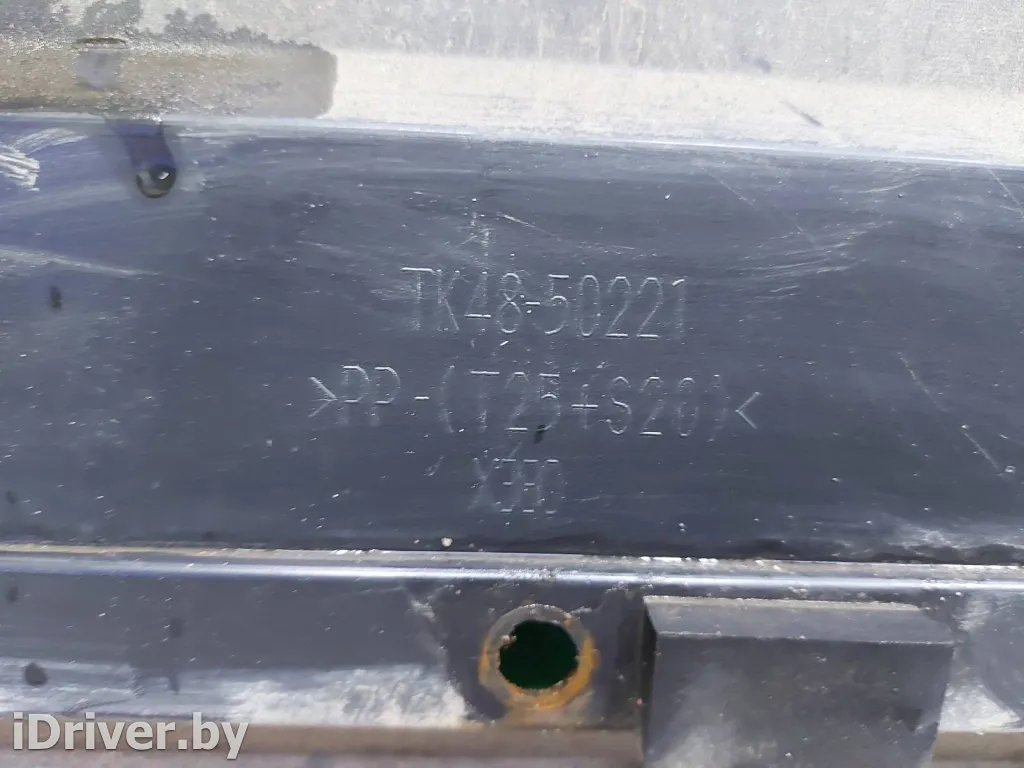 TK48-50221
>PP-(T25+S20)<
iDriver.by